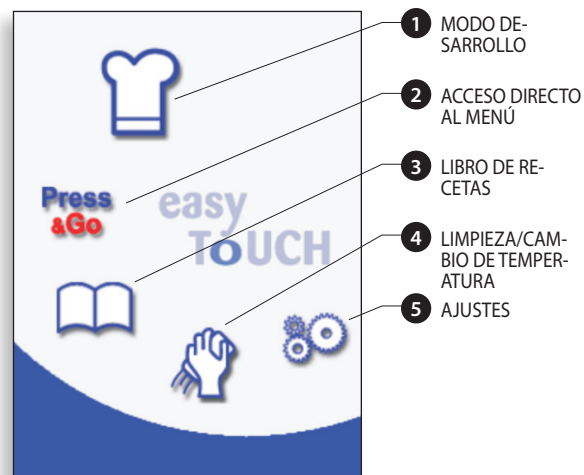 1 MODO DE-
SARROLLO
2 ACCESO DIRECTO
AL MENÚ
3 LIBRO DE RE-
CETAS
4 LIMPIEZA/CAM-
BIO DE TEMPER-
ATURA
5 AJUSTES
Press
&Go
easy
ToUCH